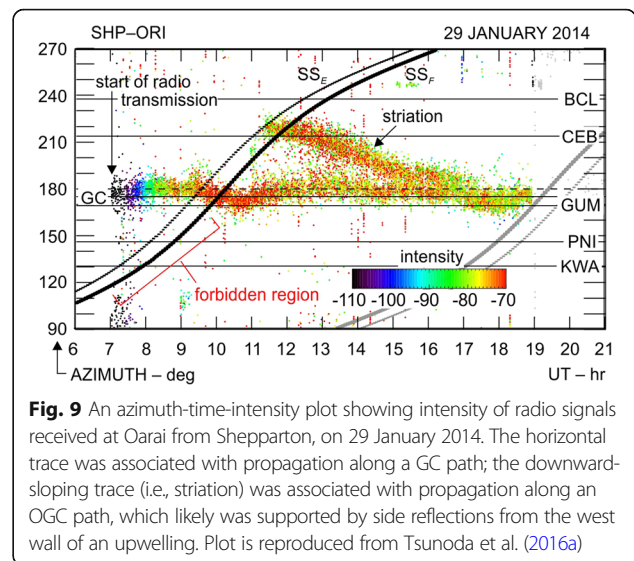 SHP–ORI 29 JANUARY 2014
270
240
210
180
150
120
90
start of radio
transmission
SS_E
SS_F
striation
BCL
CEB
GC
GUM
PNI
KWA
intensity
-110 -100 -90 -80 -70
forbidden region
6 7 8 9 10 11 12 13 14 15 16 17 18 19 20 21
AZIMUTH – deg UT – hr
Fig. 9 An azimuth-time-intensity plot showing intensity of radio signals
received at Oarai from Shepparton, on 29 January 2014. The horizontal
trace was associated with propagation along a GC path; the downward-
sloping trace (i.e., striation) was associated with propagation along an
OGC path, which likely was supported by side reflections from the west
wall of an upwelling. Plot is reproduced from Tsunoda et al. (2016a)